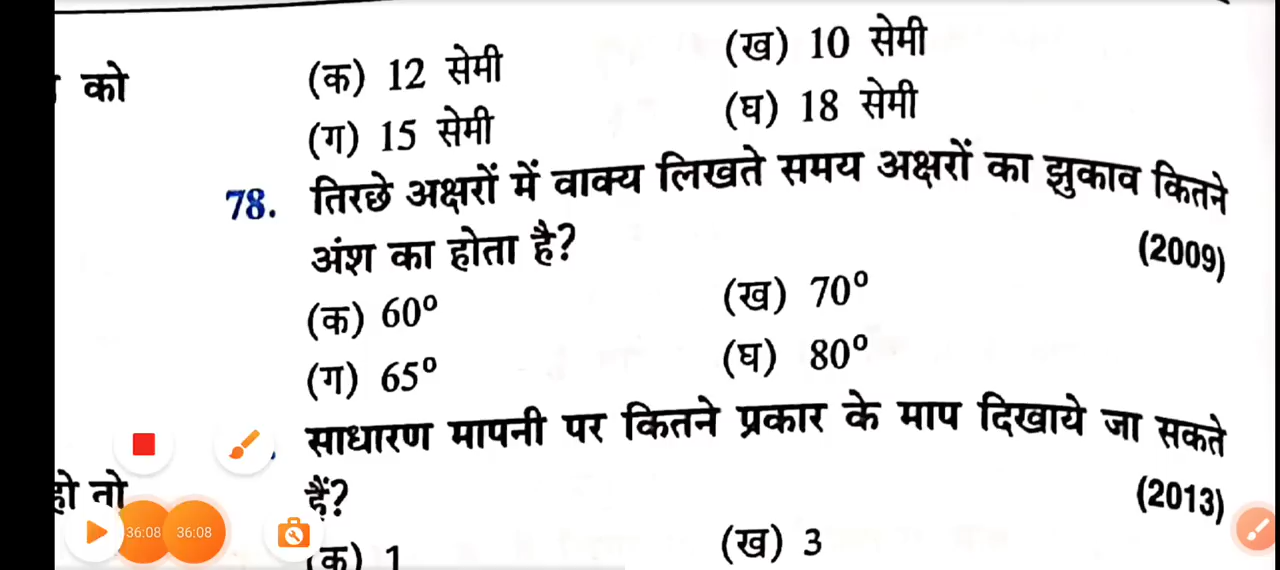 को
(क) 12 सेमी
(ख) 10 सेमी
(ग) 15 सेमी
(घ) 18 सेमी
78. तिरछे अक्षरों में वाक्य लिखते समय अक्षरों का झुकाव कितने
अंश का होता है? (2009)
(क) 60°
(ख) 70°
(ग) 65°
(घ) 80°
साधारण मापनी पर कितने प्रकार के माप दिखाये जा सकते
हैं? (2013)
हो तो
36:08 36:08
(क) 1
(ख) 3